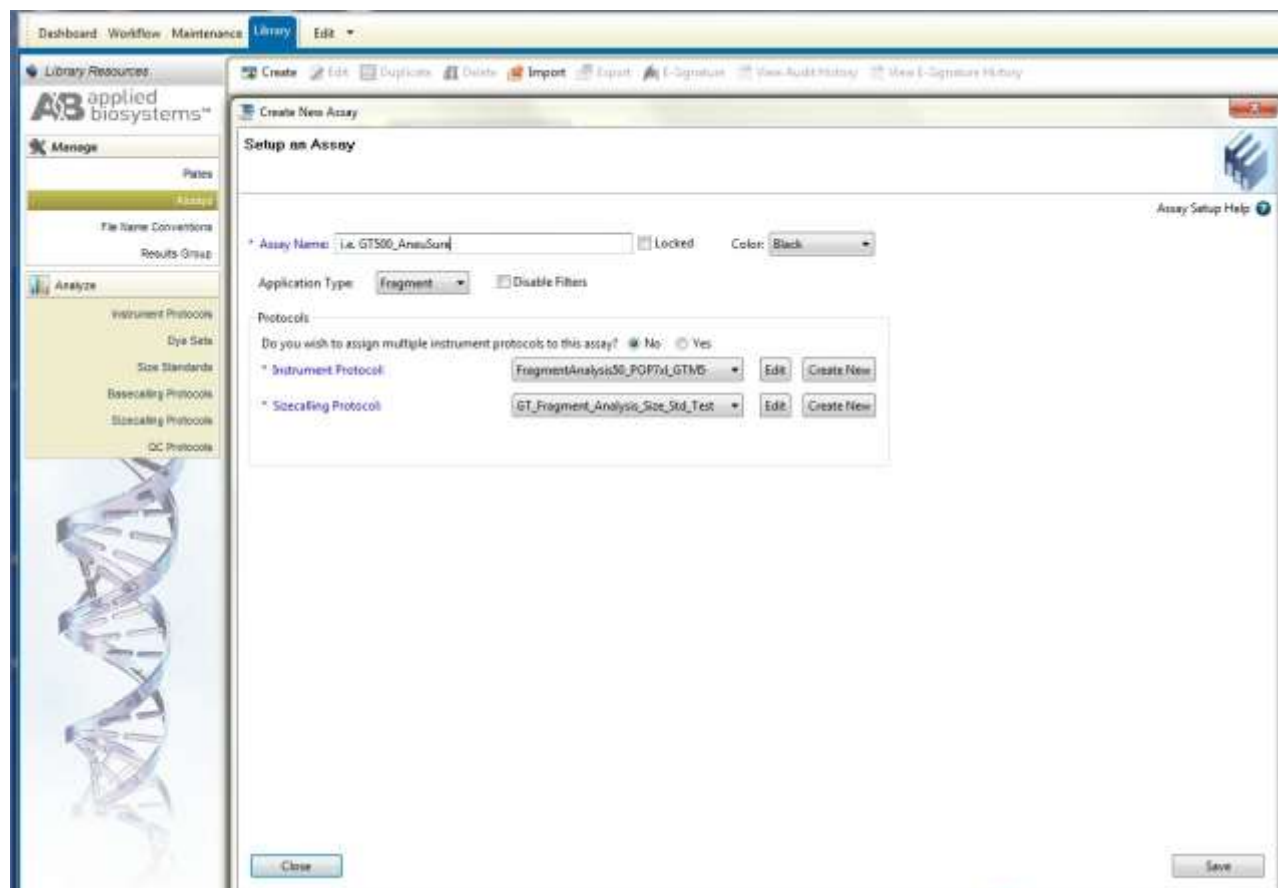 Dashboard Workflow Maintenance Library Edit
Library Resources
Create Edit Duplicate Delete Import Export E-Signature View Audit History View E-Signature History
AB applied biosystems™
Create New Assay
Manage
Setup an Assay
Plates
Assays
Assay Setup Help
File Name Conventions
* Assay Name: i.e. GT500_AneuSure Locked Color: Black
Results Group
Application Type: Fragment Disable Filters
Analyze
Instrument Protocols
Protocols
Dye Sets
Do you wish to assign multiple instrument protocols to this assay? No Yes
Size Standards
* Instrument Protocol: FragmentAnalysis50_POP7xl_GTM5 Edit Create New
Basecalling Protocols
* Sizecalling Protocol: GT_Fragment_Analysis_Size_Std_Test Edit Create New
Sizecalling Protocols
QC Protocols
Close Save